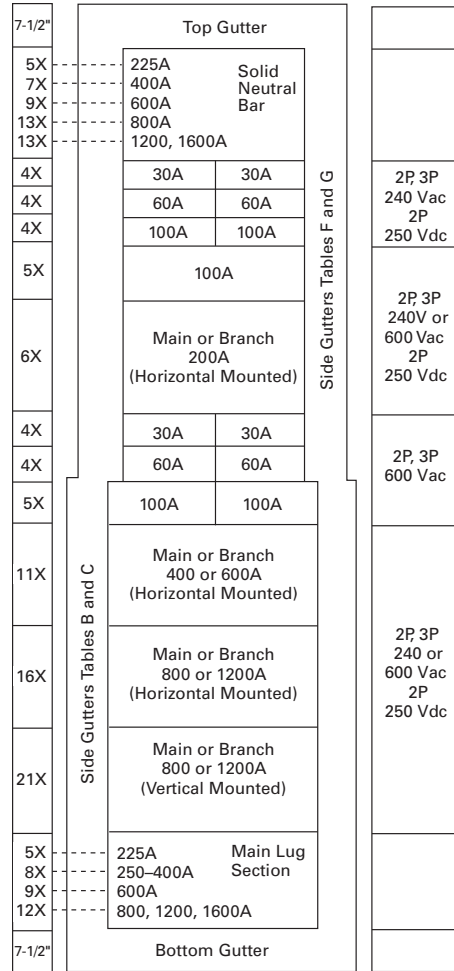 7-1/2"
Top Gutter
5X 225A
7X 400A
9X 600A
13X 800A
13X 1200, 1600A
Solid
Neutral
Bar
Side Gutters Tables F and G
4X 30A 30A
4X 60A 60A
4X 100A 100A
2P, 3P
240 Vac
2P
250 Vdc
5X 100A
6X
Main or Branch
200A
(Horizontal Mounted)
2P, 3P
240V or
600 Vac
2P
250 Vdc
4X 30A 30A
4X 60A 60A
5X 100A 100A
2P, 3P
600 Vac
Side Gutters Tables B and C
11X
Main or Branch
400 or 600A
(Horizontal Mounted)
16X
Main or Branch
800 or 1200A
(Horizontal Mounted)
21X
Main or Branch
800 or 1200A
(Vertical Mounted)
2P, 3P
240 or
600 Vac
2P
250 Vdc
5X 225A
8X 250–400A
9X 600A
12X 800, 1200, 1600A
Main Lug
Section
7-1/2"
Bottom Gutter